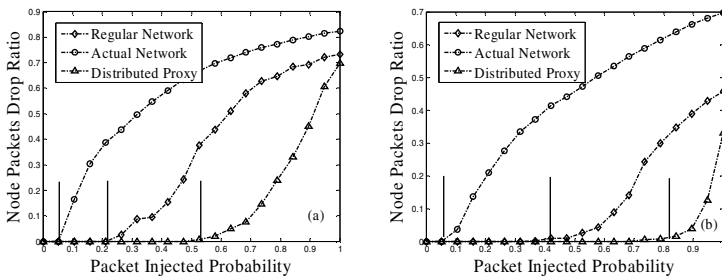 Node Packets Drop Ratio
0.9
0.8
0.7
0.6
0.5
0.4
0.3
0.2
0.1
0
Regular Network
Actual Network
Distributed Proxy
(a)
0 0.1 0.2 0.3 0.4 0.5 0.6 0.7 0.8 0.9 1
Packet Injected Probability
Node Packets Drop Ratio
0.7
0.6
0.5
0.4
0.3
0.2
0.1
0
Regular Network
Actual Network
Distributed Proxy
(b)
0 0.1 0.2 0.3 0.4 0.5 0.6 0.7 0.8 0.9
Packet Injected Probability